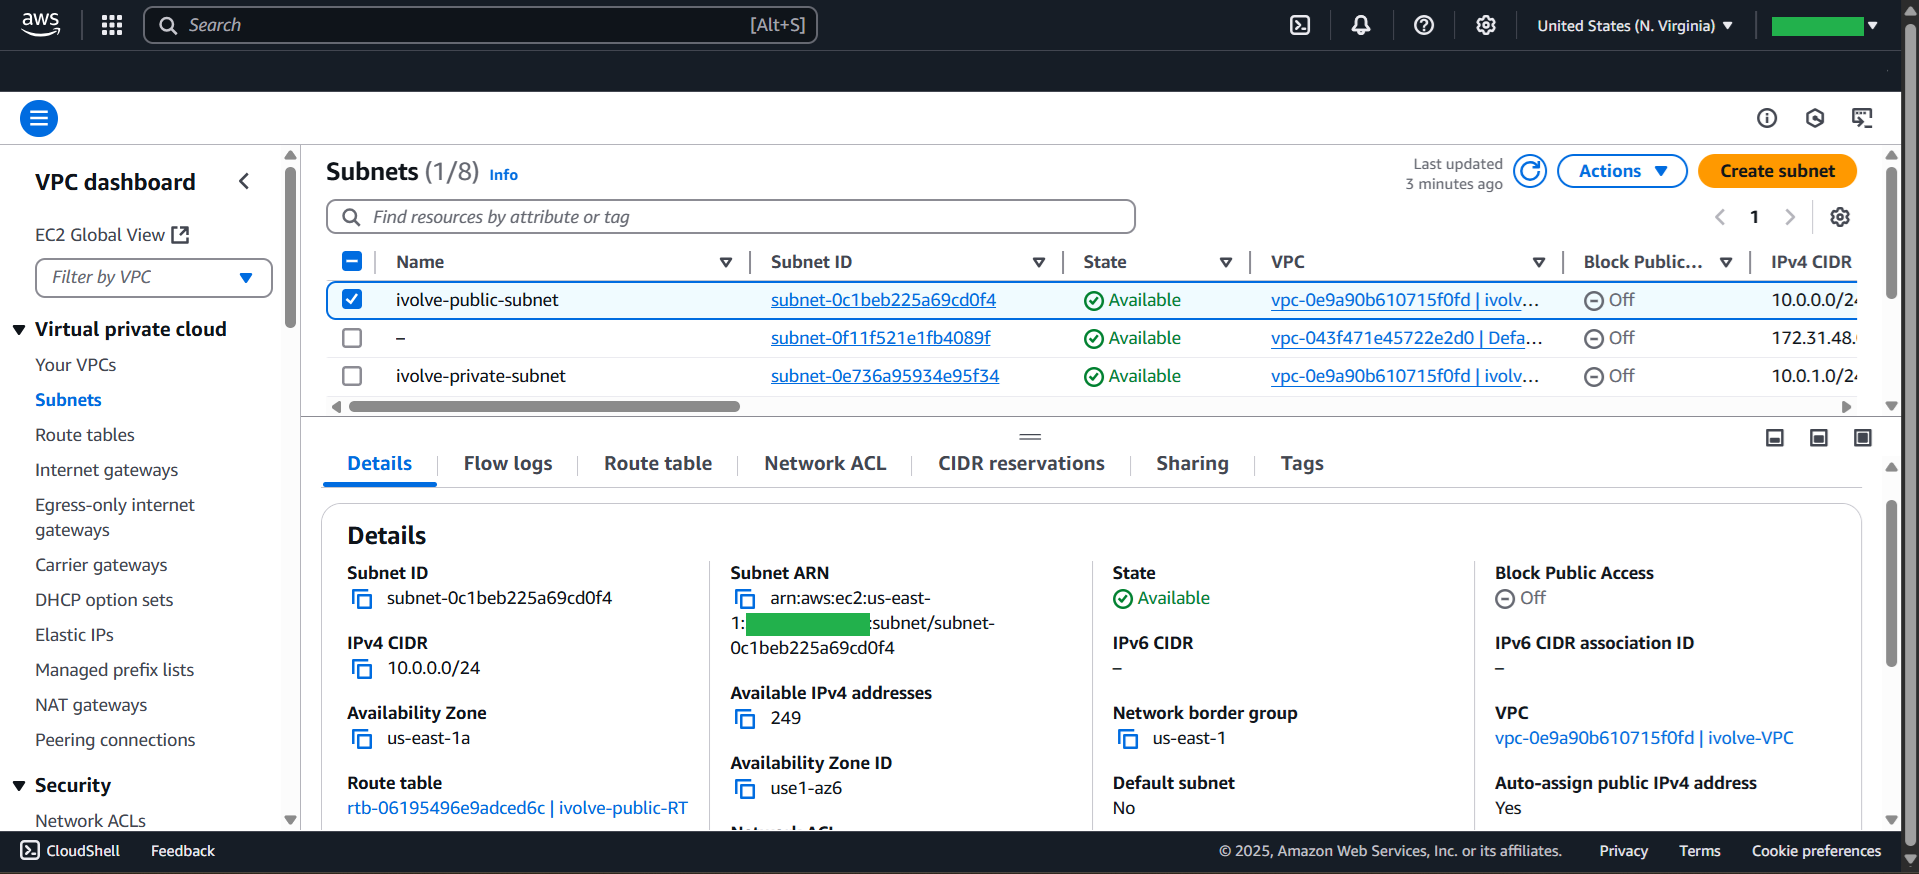 aws
Search [Alt+S]
United States (N. Virginia)
VPC dashboard
EC2 Global View
Filter by VPC
Virtual private cloud
Your VPCs
Subnets
Route tables
Internet gateways
Egress-only internet
gateways
Carrier gateways
DHCP option sets
Elastic IPs
Managed prefix lists
NAT gateways
Peering connections
Security
Network ACLs
Subnets (1/8) Info
Last updated
3 minutes ago
Actions
Create subnet
Find resources by attribute or tag
1
Name Subnet ID State VPC Block Public... IPv4 CIDR
ivolve-public-subnet subnet-0c1beb225a69cd0f4 Available vpc-0e9a90b610715f0fd | ivolv... Off 10.0.0.0/24
– subnet-0f11f521e1fb4089f Available vpc-043f471e45722e2d0 | Defa... Off 172.31.48.
ivolve-private-subnet subnet-0e736a95934e95f34 Available vpc-0e9a90b610715f0fd | ivolv... Off 10.0.1.0/24
Details Flow logs Route table Network ACL CIDR reservations Sharing Tags
Details
Subnet ID
subnet-0c1beb225a69cd0f4
IPv4 CIDR
10.0.0.0/24
Availability Zone
us-east-1a
Route table
rtb-06195496e9adced6c | ivolve-public-RT
Subnet ARN
arn:aws:ec2:us-east-
1: :subnet/subnet-
0c1beb225a69cd0f4
Available IPv4 addresses
249
Availability Zone ID
use1-az6
State
Available
IPv6 CIDR
–
Network border group
us-east-1
Default subnet
No
Block Public Access
Off
IPv6 CIDR association ID
–
VPC
vpc-0e9a90b610715f0fd | ivolve-VPC
Auto-assign public IPv4 address
Yes
CloudShell Feedback © 2025, Amazon Web Services, Inc. or its affiliates. Privacy Terms Cookie preferences